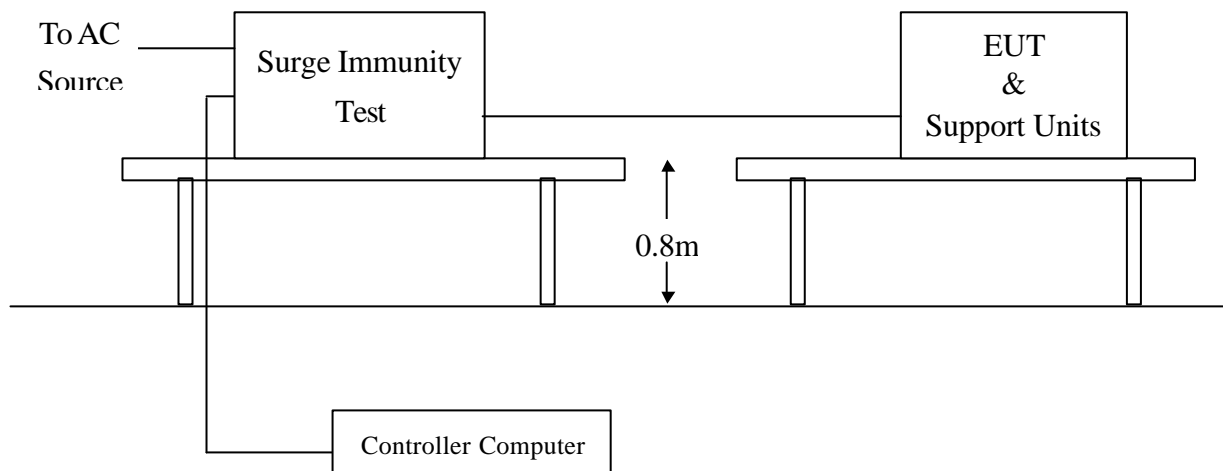 To AC
Source
Surge Immunity
Test
EUT
&
Support Units
0.8m
Controller Computer